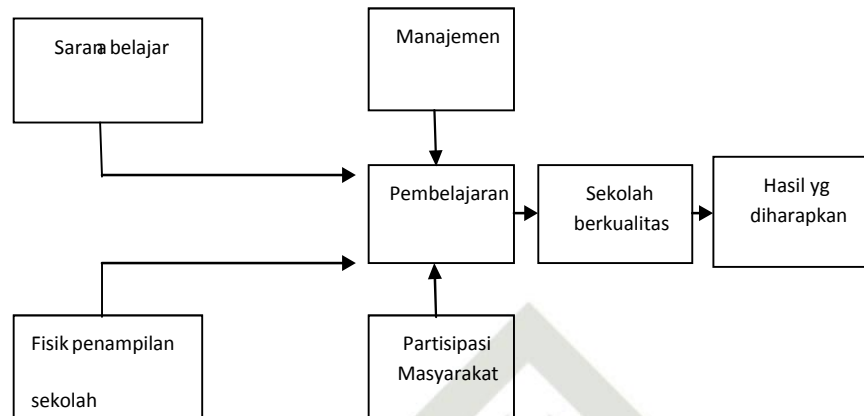 Sarana belajar
Manajemen
Pembelajaran
Sekolah
berkualitas
Hasil yg
diharapkan
Fisik penampilan
sekolah
Partisipasi
Masyarakat